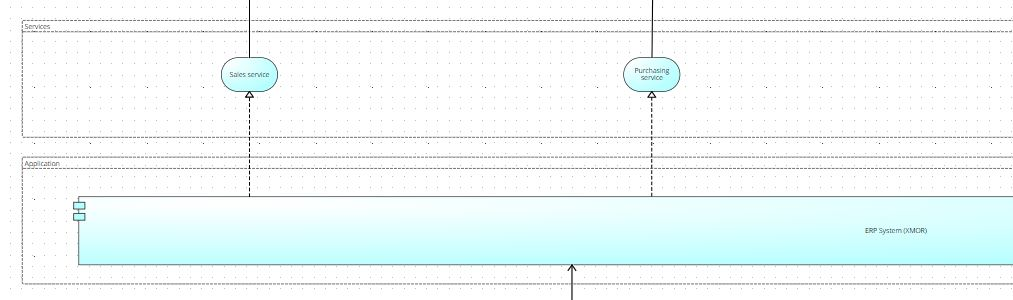 Services
Sales service
Purchasing
service
Application
ERP System (XMOR)